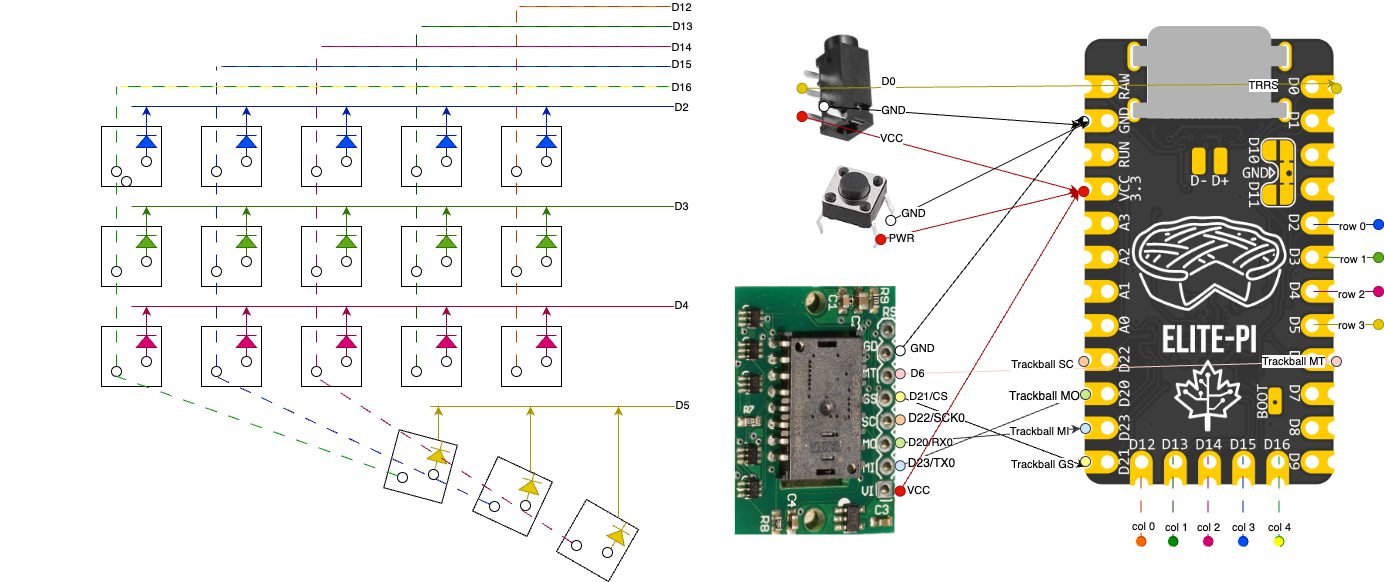 D12
D13
D14
D15
D16
D2
D3
D4
D5
D0
GND
VCC
GND
PWR
C1
R9
RS
GD
GND
MT
D6
R7
GS
D21/CS
SC
D22/SCK0
MO
D20/RX0
MI
D23/TX0
VI
VCC
C4
R8
C3
RAW
GND
RUN
VCC
3.3
A3
A2
A1
A0
D22
D20
D23
D21
Trackball SC
Trackball MO
Trackball MI
Trackball GS
TRRS
D0
D1
D10
GND
D11
D- D+
D2
D3
D4
D5
D7
D8
D9
row 0
row 1
row 2
row 3
Trackball MT
ELITE-PI
BOOT
D12 D13 D14 D15 D16
col 0
col 1
col 2
col 3
col 4